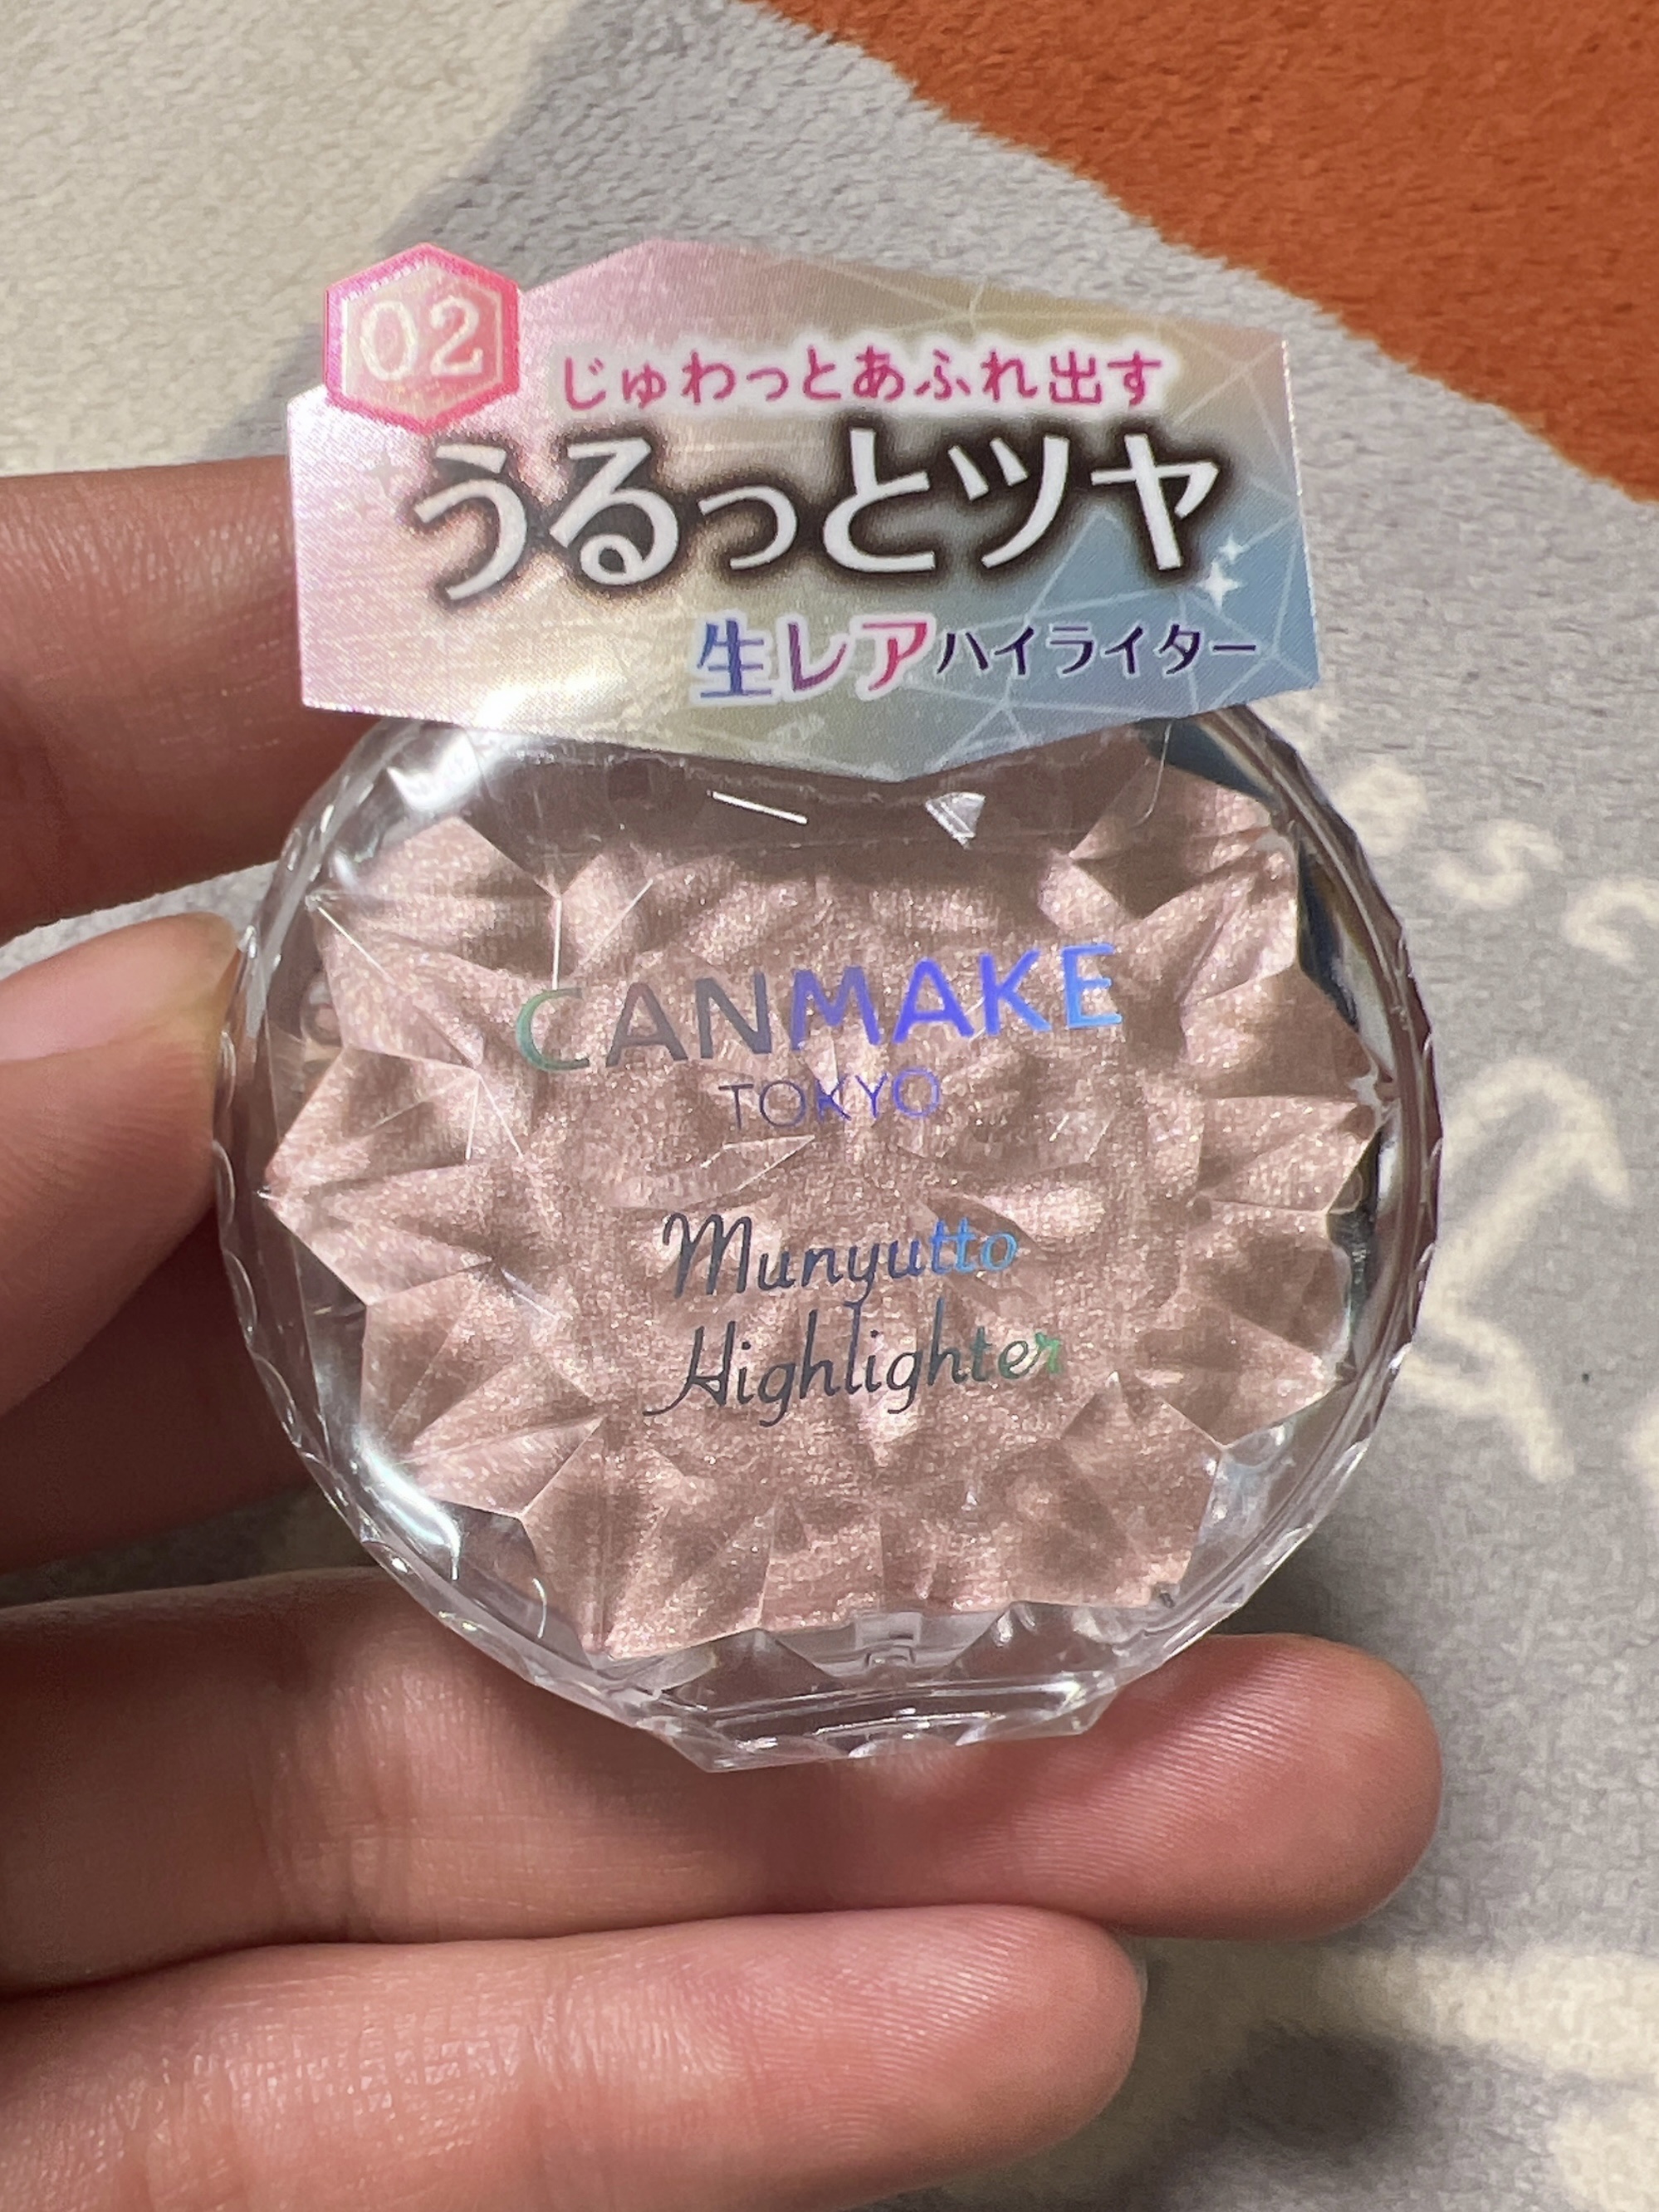 02
じゅわっとあふれ出す
うるっとツヤ
生レアハイライター
CANMAKE
TOKYO
Munyutto
Highlighter